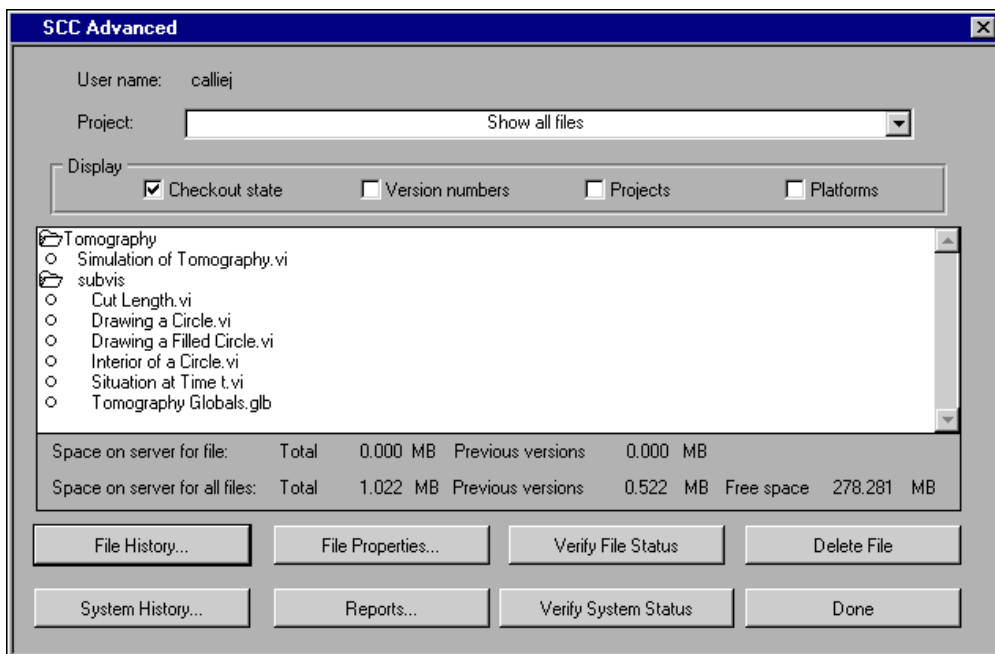 SCC Advanced
User name: calliej
Project: Show all files
Display
Checkout state Version numbers Projects Platforms
Tomography
Simulation of Tomography.vi
subvis
Cut Length.vi
Drawing a Circle.vi
Drawing a Filled Circle.vi
Interior of a Circle.vi
Situation at Time t.vi
Tomography Globals.glb
Space on server for file: Total 0.000 MB Previous versions 0.000 MB
Space on server for all files: Total 1.022 MB Previous versions 0.522 MB Free space 278.281 MB
File History... File Properties... Verify File Status Delete File
System History... Reports... Verify System Status Done